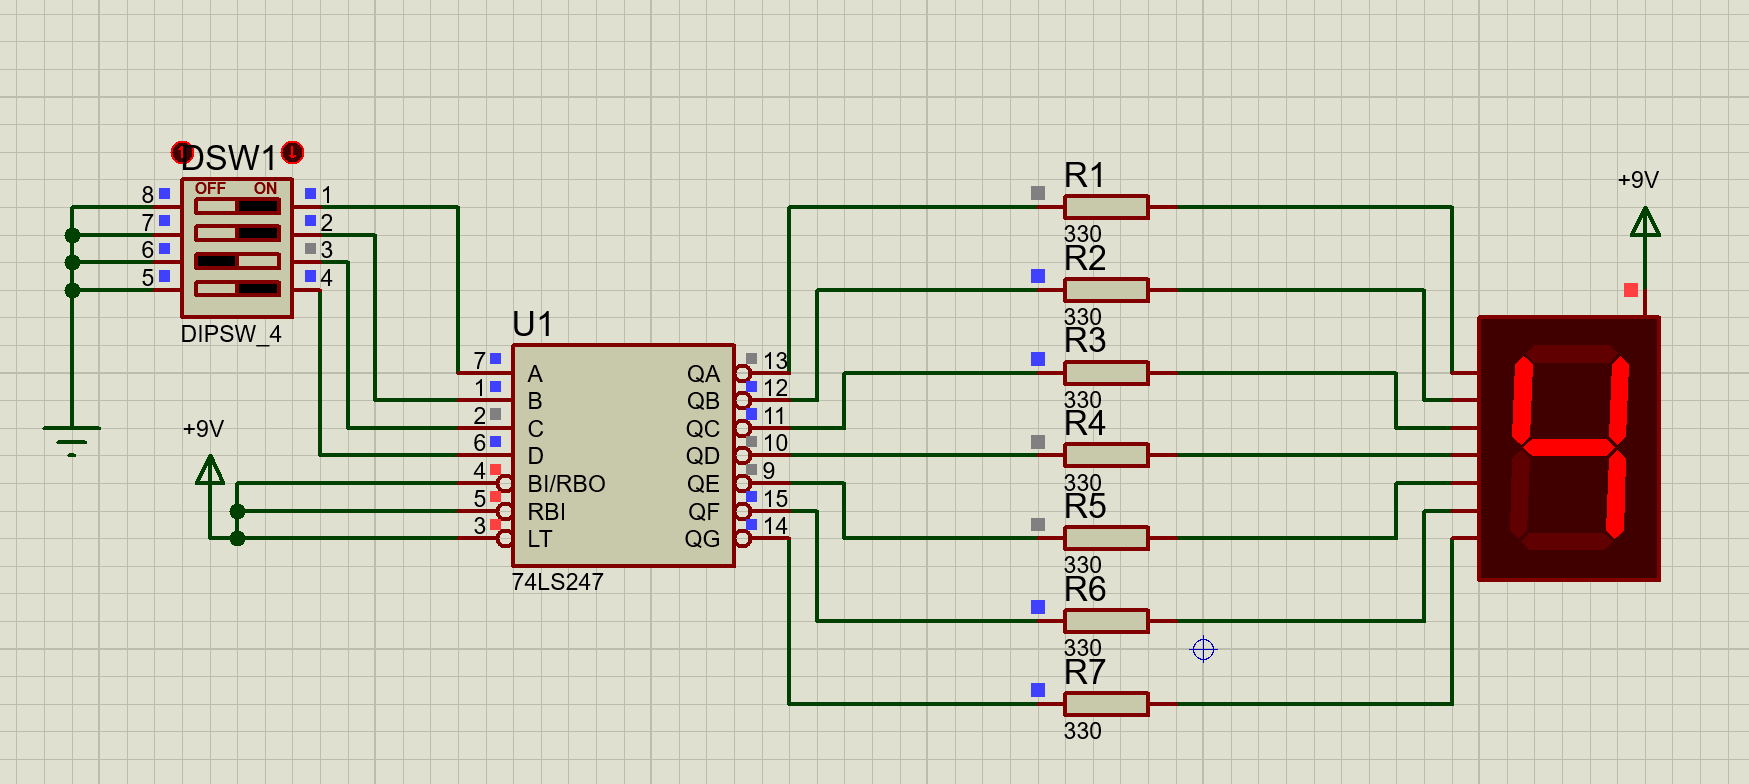 DSW1
OFF ON
8 1
7 2
6 3
5 4
DIPSW_4
+9V
U1
7 A QA 13
1 B QB 12
2 C QC 11
6 D QD 10
4 BI/RBO QE 9
5 RBI QF 15
3 LT QG 14
74LS247
R1
330
R2
330
R3
330
R4
330
R5
330
R6
330
R7
330
+9V